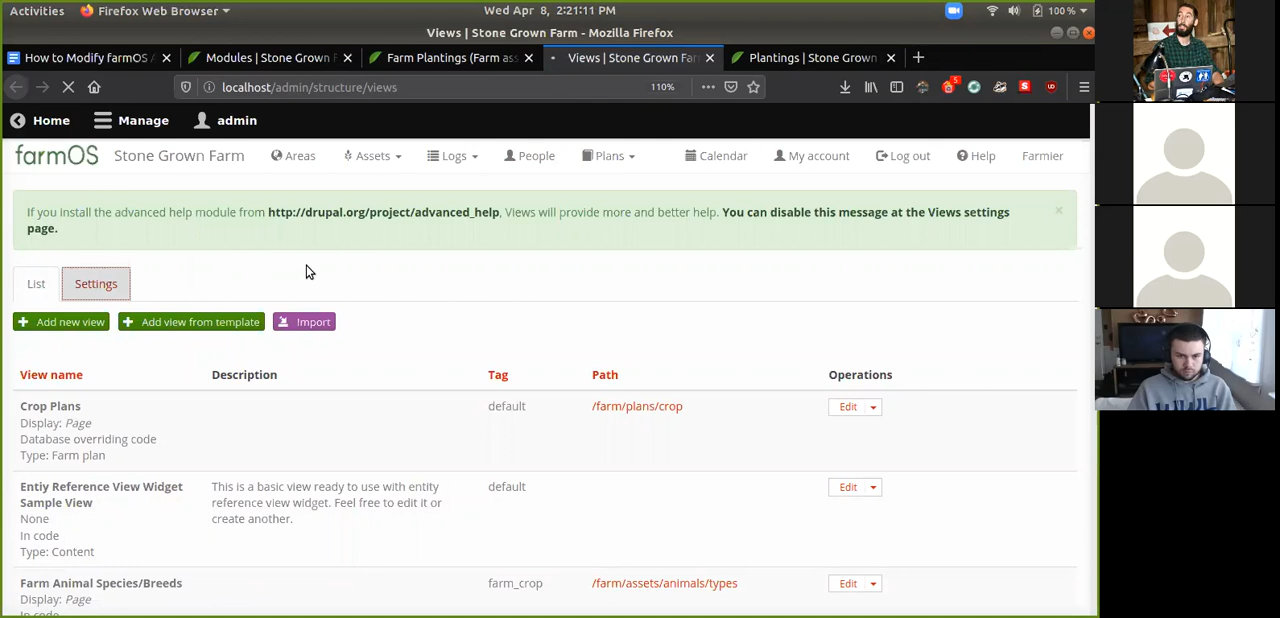 Activities Firefox Web Browser Wed Apr 8, 2:21:11 PM 100 %
Views | Stone Grown Farm - Mozilla Firefox
How to Modify farmOS A Modules | Stone Grown F Farm Plantings (Farm ass Views | Stone Grown Far Plantings | Stone Grown
localhost/admin/structure/views 110% 5
Home Manage admin
farmOS Stone Grown Farm Areas Assets Logs People Plans Calendar My account Log out Help Farmier
If you install the advanced help module from http://drupal.org/project/advanced_help, Views will provide more and better help. You can disable this message at the Views settings
page.
×
List Settings
Add new view Add view from template Import
View name Description Tag Path Operations
Crop Plans default /farm/plans/crop Edit
Display: Page
Database overriding code
Type: Farm plan
Entiy Reference View Widget This is a basic view ready to use with entity default Edit
Sample View reference view widget. Feel free to edit it or
None create another.
In code
Type: Content
Farm Animal Species/Breeds farm_crop /farm/assets/animals/types Edit
Display: Page
In code